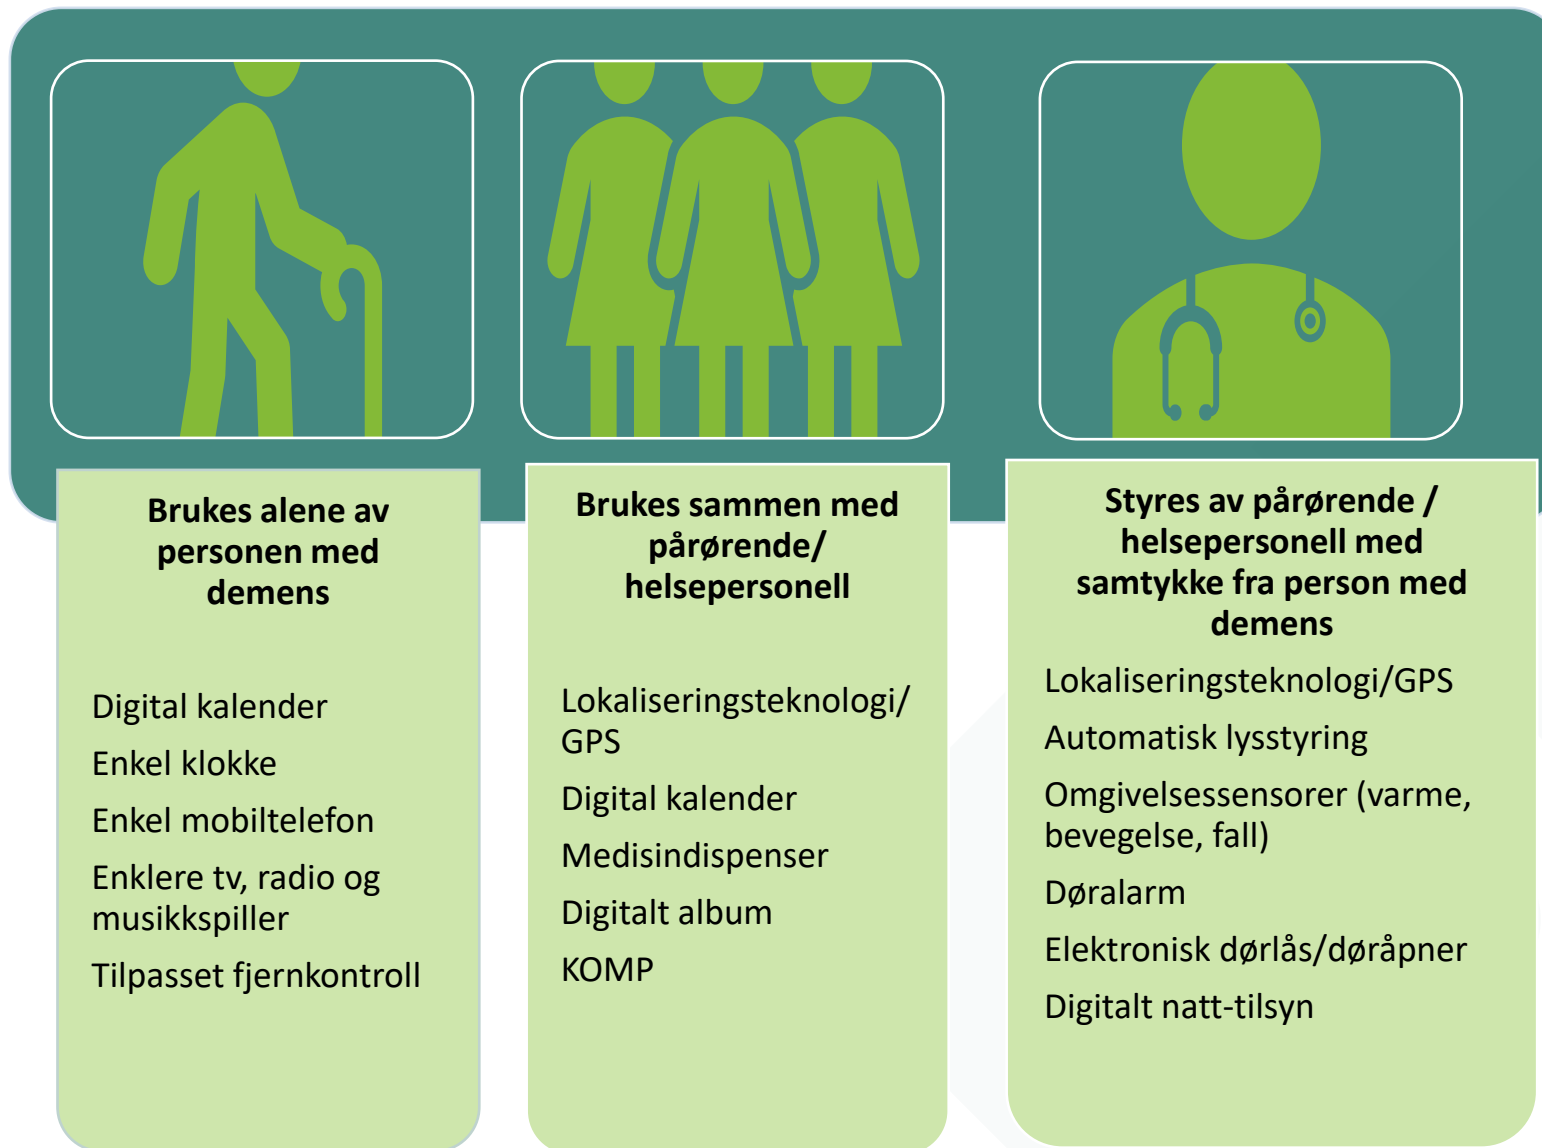 Brukes alene av
personen med
demens
Digital kalender
Enkel klokke
Enkel mobiltelefon
Enklere tv, radio og
musikkspiller
Tilpasset fjernkontroll
Brukes sammen med
pårørende/
helsepersonell
Lokaliseringsteknologi/
GPS
Digital kalender
Medisindispenser
Digitalt album
KOMP
Styres av pårørende /
helsepersonell med
samtykke fra person med
demens
Lokaliseringsteknologi/GPS
Automatisk lysstyring
Omgivelsessensorer (varme,
bevegelse, fall)
Døralarm
Elektronisk dørlås/døråpner
Digitalt natt-tilsyn